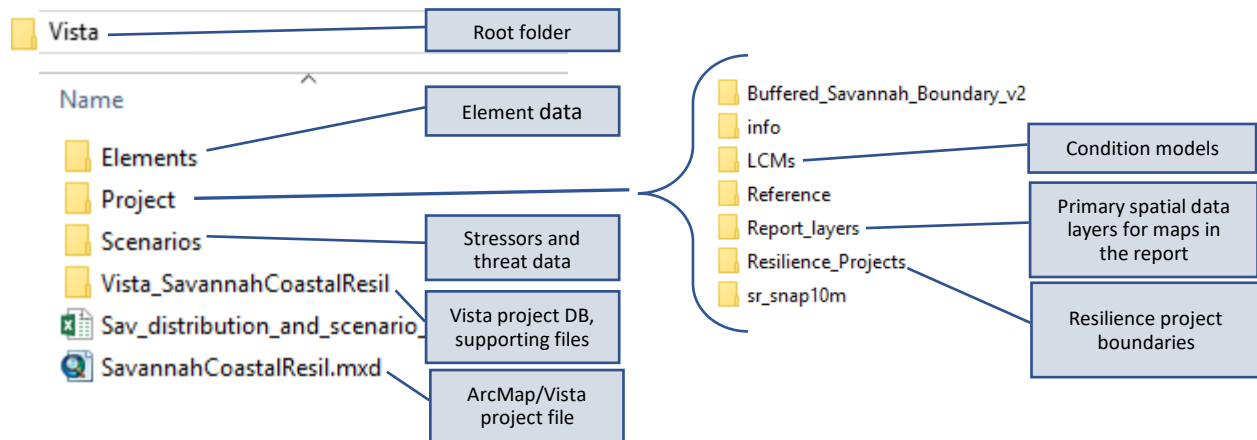 Vista
Root folder
Name
Element data
Elements
Project
Scenarios
Stressors and
threat data
Vista_SavannahCoastalResil
Vista project DB,
supporting files
Sav_distribution_and_scenario_
SavannahCoastalResil.mxd
ArcMap/Vista
project file
Buffered_Savannah_Boundary_v2
info
LCMs
Condition models
Reference
Report_layers
Primary spatial data
layers for maps in
the report
Resilience_Projects
sr_snap10m
Resilience project
boundaries